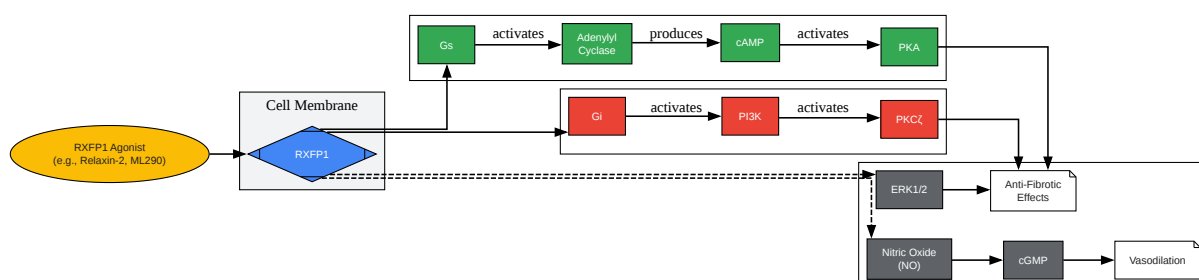 Gs
activates
Adenylyl
Cyclase
produces
cAMP
activates
PKA
Cell Membrane
Gi
activates
PI3K
activates
PKCζ
RXFP1 Agonist
(e.g., Relaxin-2, ML290)
RXFP1
ERK1/2
Anti-Fibrotic
Effects
Nitric Oxide
(NO)
cGMP
Vasodilation